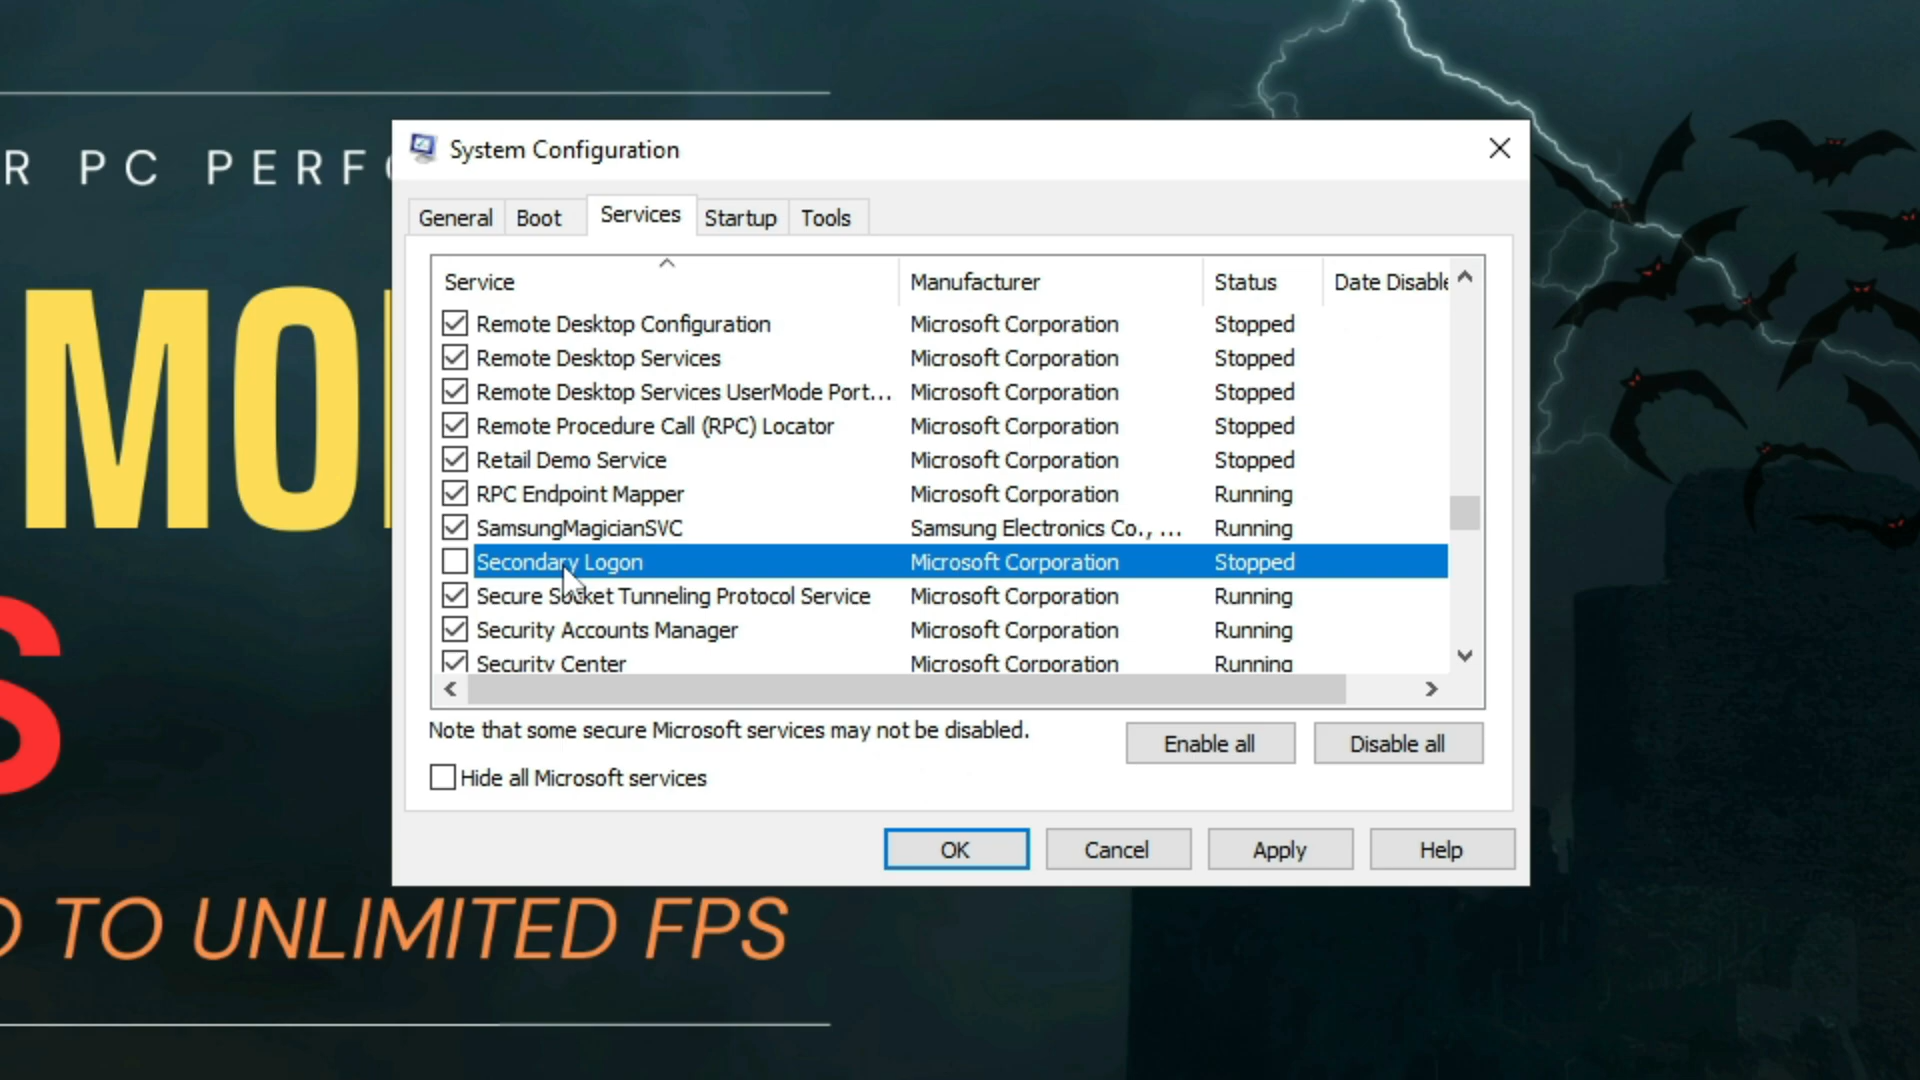 R PC PERF
MO
S
O TO UNLIMITED FPS
System Configuration
General Boot Services Startup Tools
Service Manufacturer Status Date Disable
Remote Desktop Configuration Microsoft Corporation Stopped
Remote Desktop Services Microsoft Corporation Stopped
Remote Desktop Services UserMode Port... Microsoft Corporation Stopped
Remote Procedure Call (RPC) Locator Microsoft Corporation Stopped
Retail Demo Service Microsoft Corporation Stopped
RPC Endpoint Mapper Microsoft Corporation Running
SamsungMagicianSVC Samsung Electronics Co., ... Running
Secondary Logon Microsoft Corporation Stopped
Secure Socket Tunneling Protocol Service Microsoft Corporation Running
Security Accounts Manager Microsoft Corporation Running
Security Center Microsoft Corporation Running
Note that some secure Microsoft services may not be disabled.
Enable all Disable all
Hide all Microsoft services
OK Cancel Apply Help